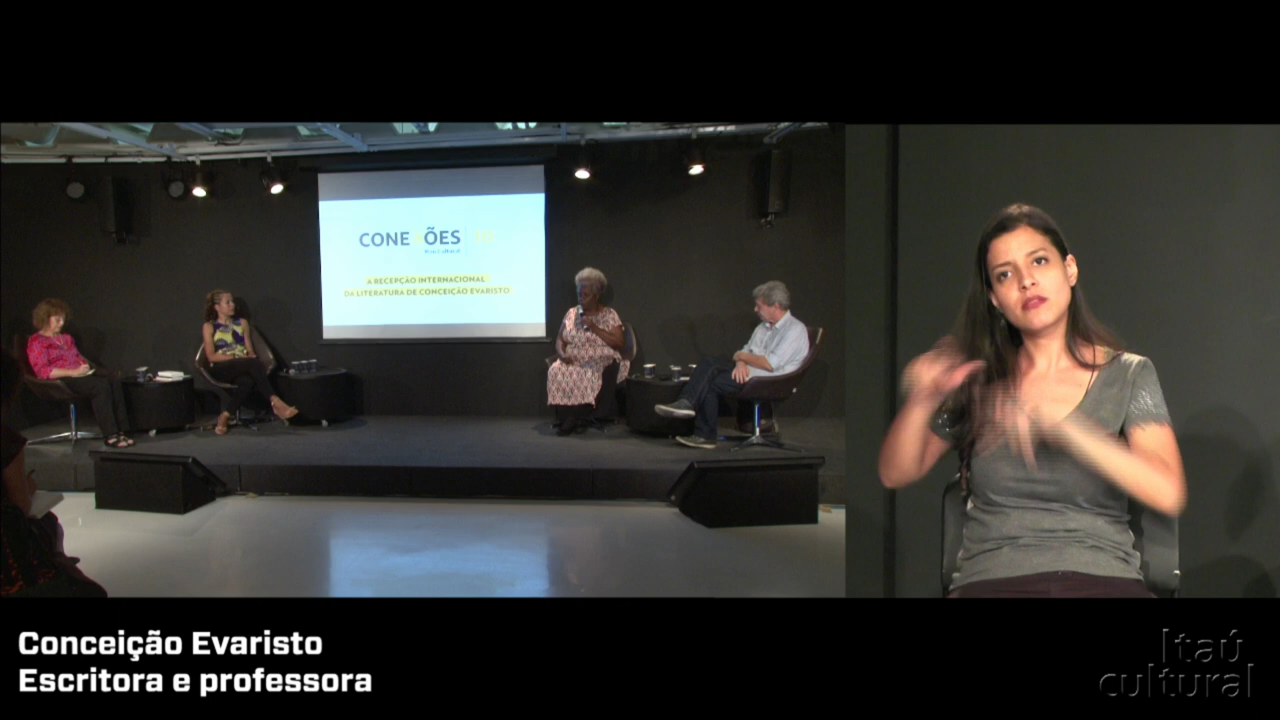 CONE ÕES
A RECEPÇÃO INTERNACIONAL
DA LITERATURA DE CONCEIÇÃO EVARISTO
Conceição Evaristo
Escritora e professora
Itaú
cultural